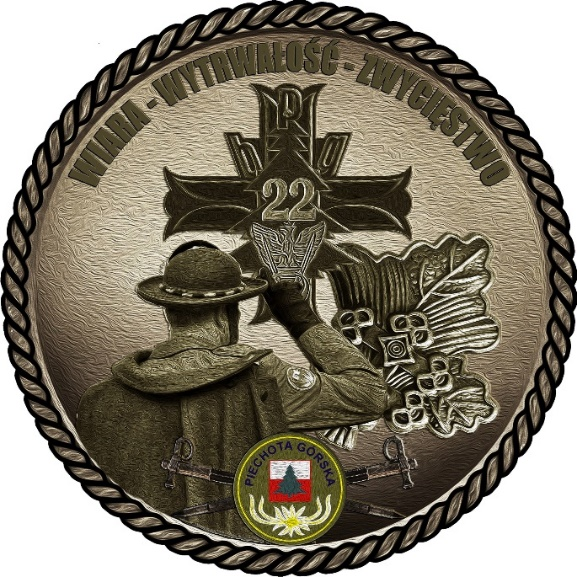 WIARA - WYTRWAŁOŚĆ - ZWYCIĘSTWO
b p g
22
PIECHOTA GÓRSKA